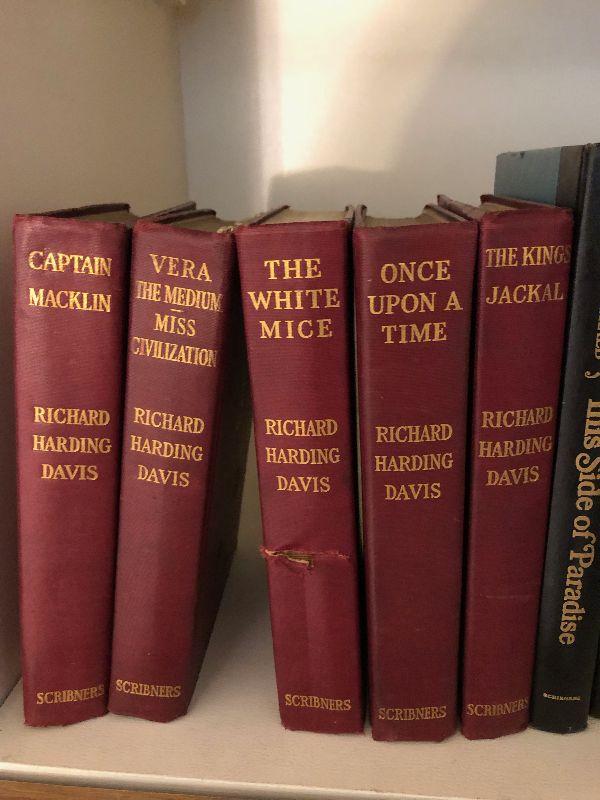 CAPTAIN
MACKLIN
RICHARD
HARDING
DAVIS
SCRIBNERS
VERA
THE MEDIUM
MISS
CIVILIZATION
RICHARD
HARDING
DAVIS
SCRIBNERS
THE
WHITE
MICE
RICHARD
HARDING
DAVIS
SCRIBNERS
ONCE
UPON A
TIME
RICHARD
HARDING
DAVIS
SCRIBNERS
THE KINGS
JACKAL
RICHARD
HARDING
DAVIS
SCRIBNERS
This Side of Paradise
SCRIBNERS